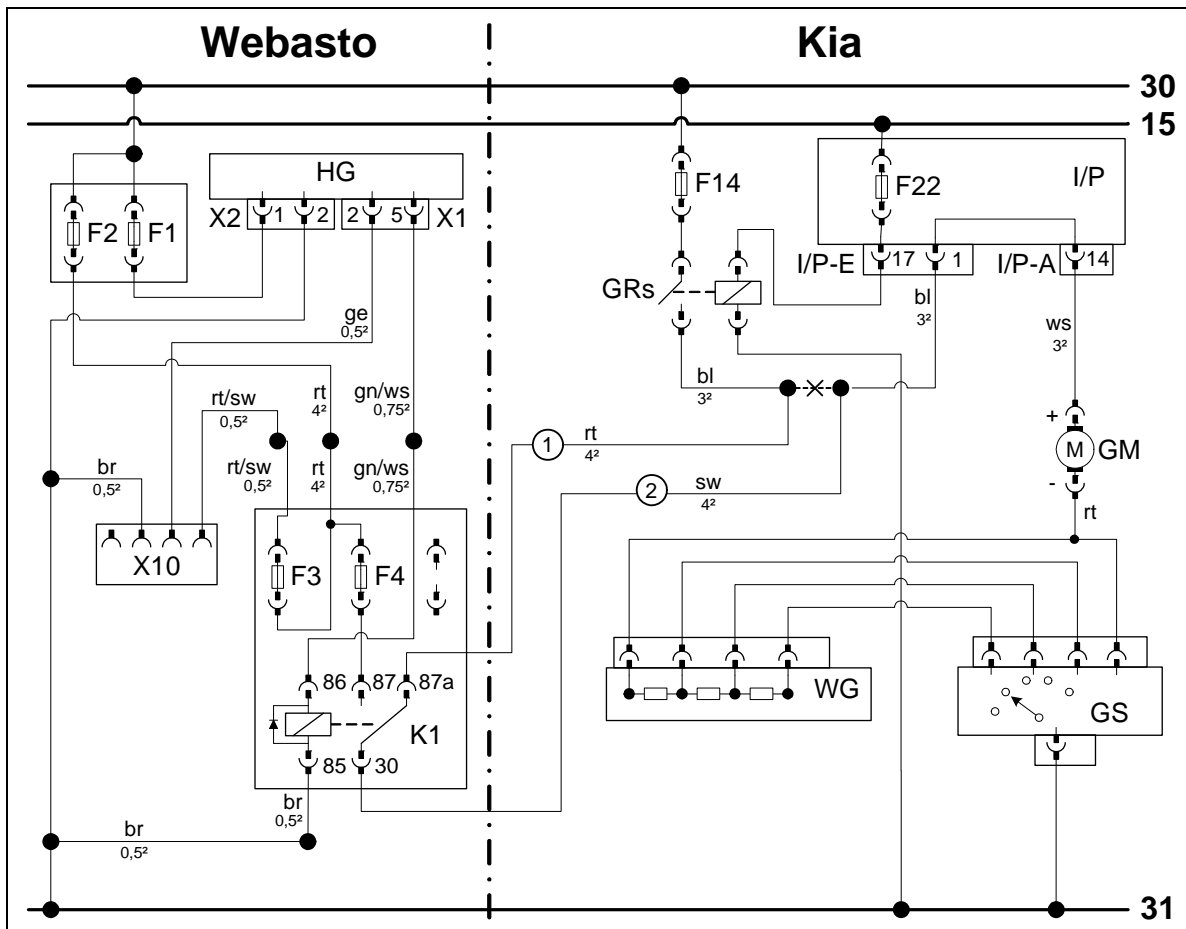 Webasto
Kia
30
15
HG
F14
F22
I/P
F2
F1
X2
1
2
2
5
X1
I/P-E
17
1
I/P-A
14
GRs
ge
0,5²
bl
3²
ws
3²
rt/sw
0,5²
rt
4²
gn/ws
0,75²
bl
3²
+
M
GM
-
1
rt
4²
br
0,5²
rt/sw
0,5²
rt
4²
gn/ws
0,75²
2
sw
4²
rt
X10
F3
F4
86
87
87a
WG
GS
K1
85
30
br
0,5²
br
0,5²
31